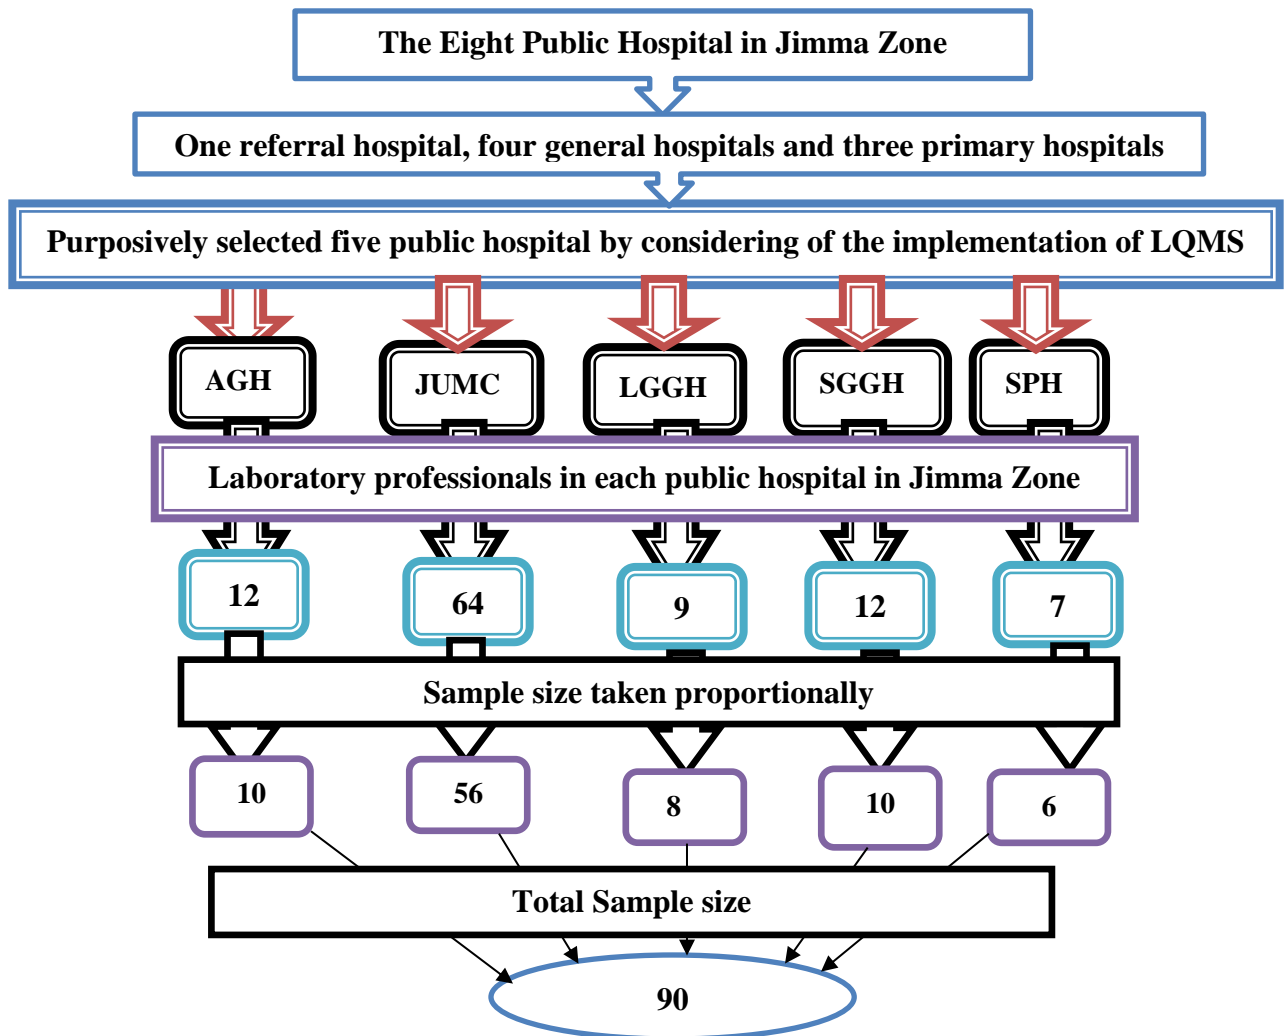 The Eight Public Hospital in Jimma Zone
One referral hospital, four general hospitals and three primary hospitals
Purposively selected five public hospital by considering of the implementation of LQMS
AGH
JUMC
LGGH
SGGH
SPH
Laboratory professionals in each public hospital in Jimma Zone
12
64
9
12
7
Sample size taken proportionally
10
56
8
10
6
Total Sample size
90